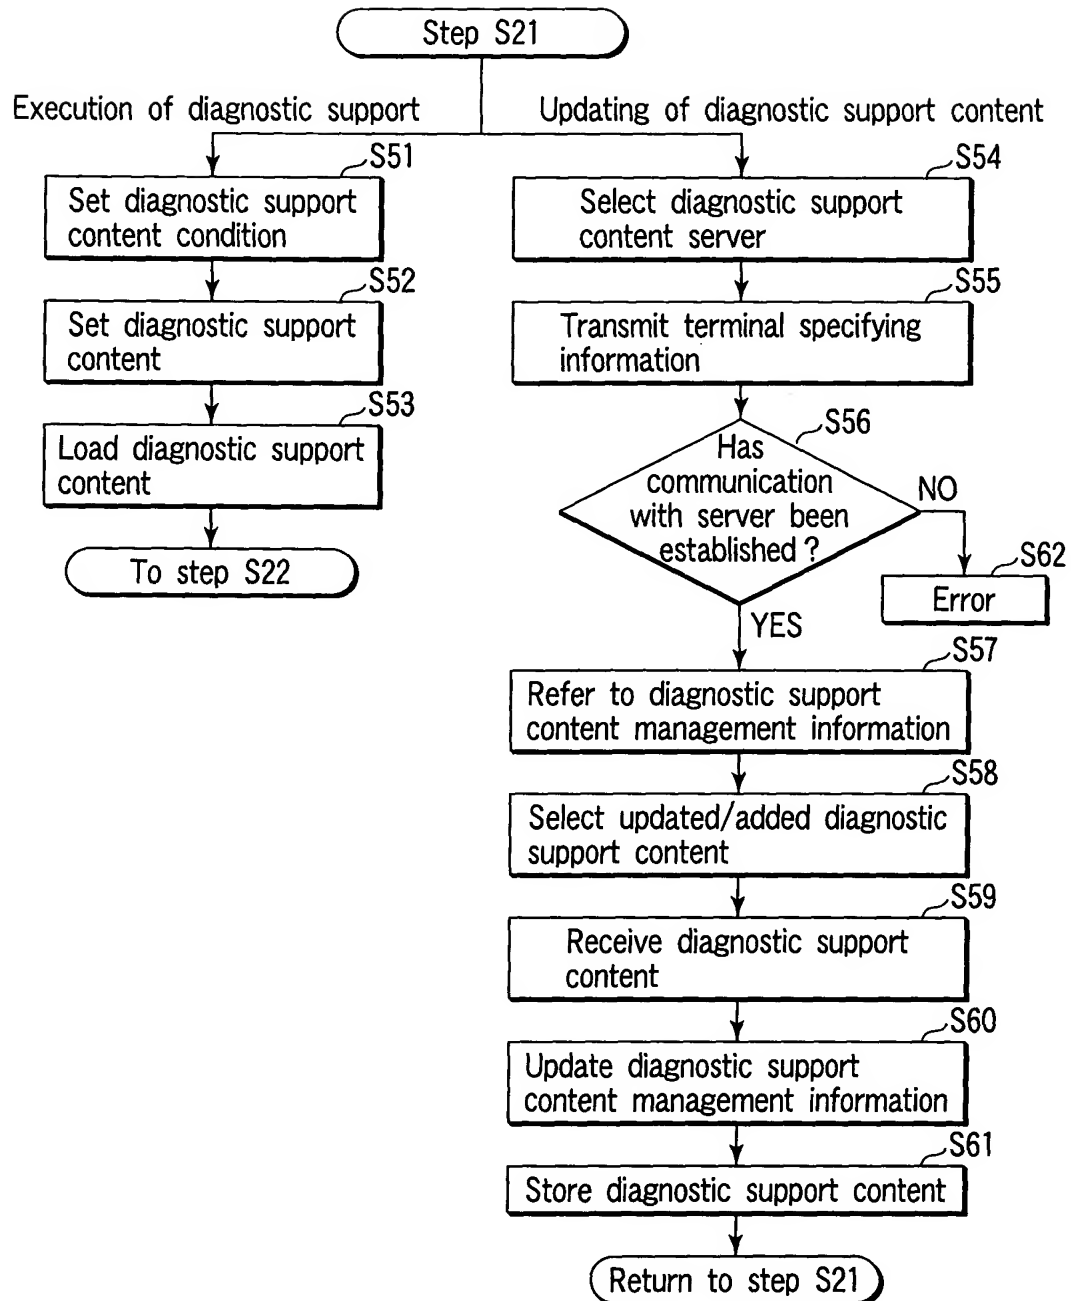 Step S21
Execution of diagnostic support
Updating of diagnostic support content
S51
Set diagnostic support
content condition
S52
Set diagnostic support
content
S53
Load diagnostic support
content
To step S22
S54
Select diagnostic support
content server
S55
Transmit terminal specifying
information
S56
Has
communication
with server been
established?
NO
S62
Error
YES
S57
Refer to diagnostic support
content management information
S58
Select updated/added diagnostic
support content
S59
Receive diagnostic support
content
S60
Update diagnostic support
content management information
S61
Store diagnostic support content
Return to step S21